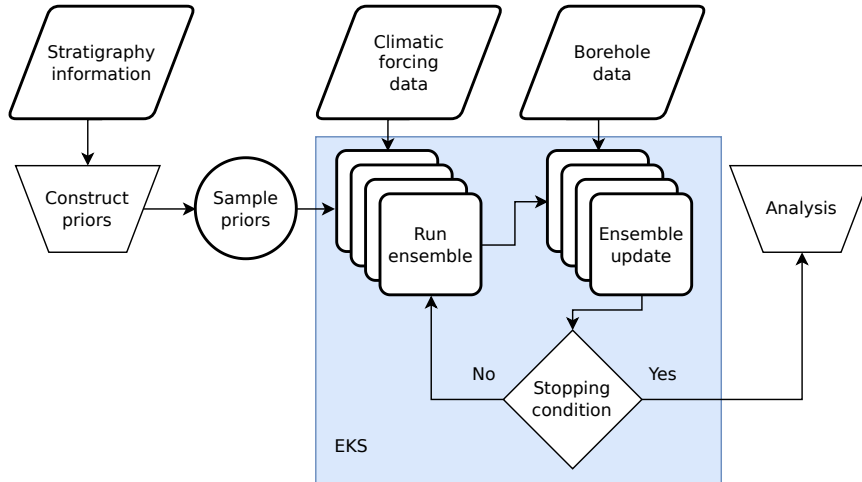 Stratigraphy
information
Climatic
forcing
data
Borehole
data
Construct
priors
Sample
priors
Run
ensemble
Ensemble
update
Analysis
No
Stopping
condition
Yes
EKS